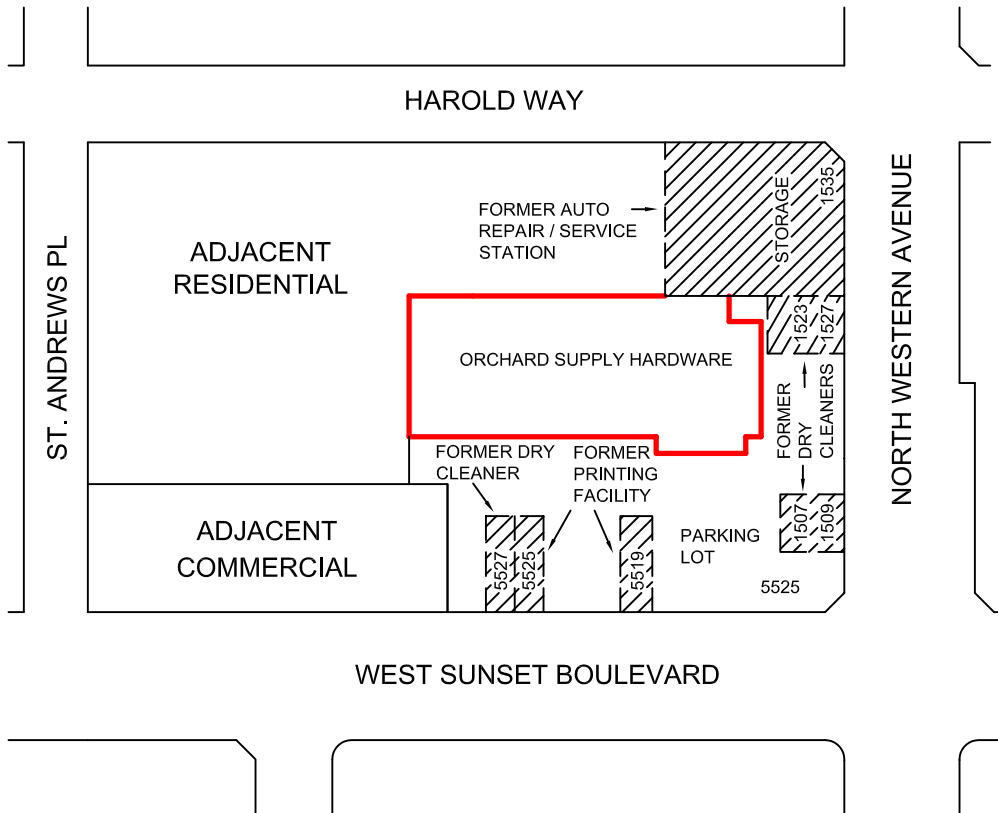 HAROLD WAY
ST. ANDREWS PL
NORTH WESTERN AVENUE
ADJACENT
RESIDENTIAL
FORMER AUTO
REPAIR / SERVICE
STATION
STORAGE
1535
1523
1527
ORCHARD SUPPLY HARDWARE
FORMER
DRY
CLEANERS
FORMER DRY
CLEANER
FORMER
PRINTING
FACILITY
ADJACENT
COMMERCIAL
5527
5525
5519
PARKING
LOT
1507
1509
5525
WEST SUNSET BOULEVARD